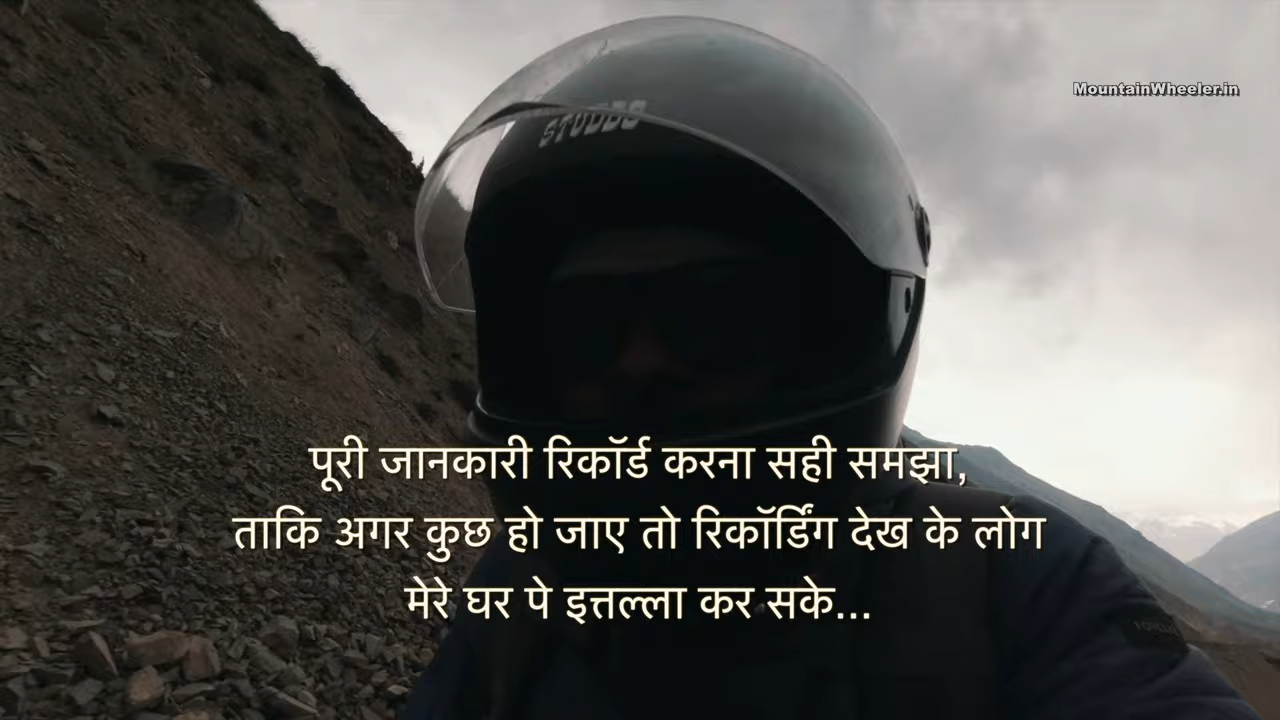 MountainWheeler.in
STUDDS
पूरी जानकारी रिकॉर्ड करना सही समझा,
ताकि अगर कुछ हो जाए तो रिकॉर्डिंग देख के लोग
मेरे घर पे इत्तल्ला कर सके...